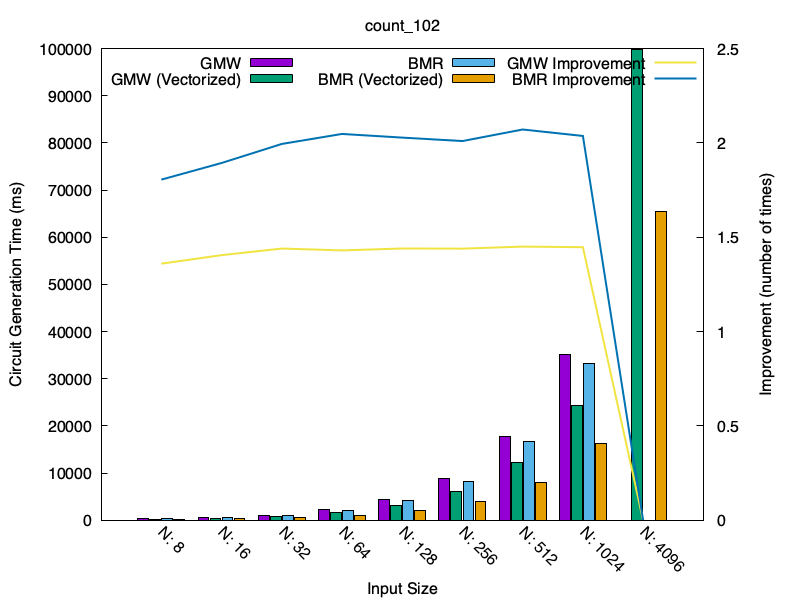 count_102
GMW
GMW (Vectorized)
BMR
BMR (Vectorized)
GMW Improvement
BMR Improvement
Circuit Generation Time (ms)
100000
90000
80000
70000
60000
50000
40000
30000
20000
10000
0
2.5
2
1.5
1
0.5
0
Improvement (number of times)
N: 8
N: 16
N: 32
N: 64
N: 128
N: 256
N: 512
N: 1024
N: 4096
Input Size